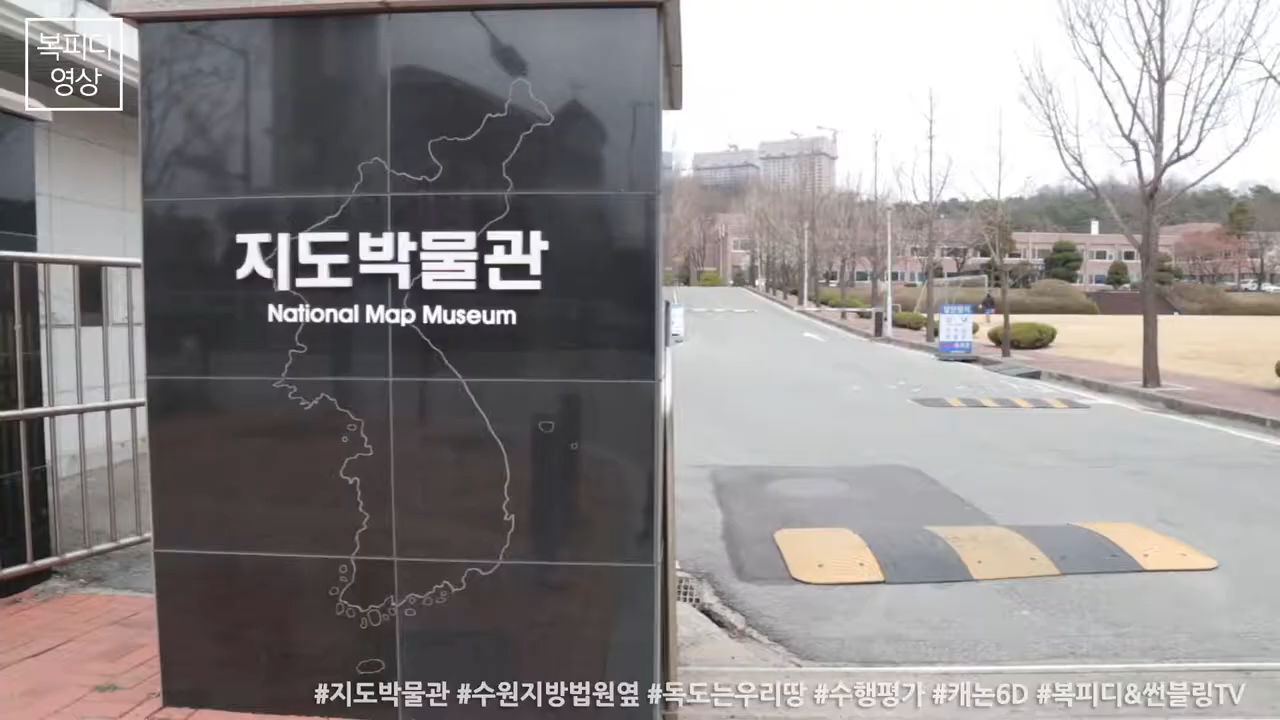 복피디
영상
지도박물관
National Map Museum
#지도박물관 #수원지방법원옆 #독도는우리땅 #수행평가 #캐논6D #복피디&썬블링TV